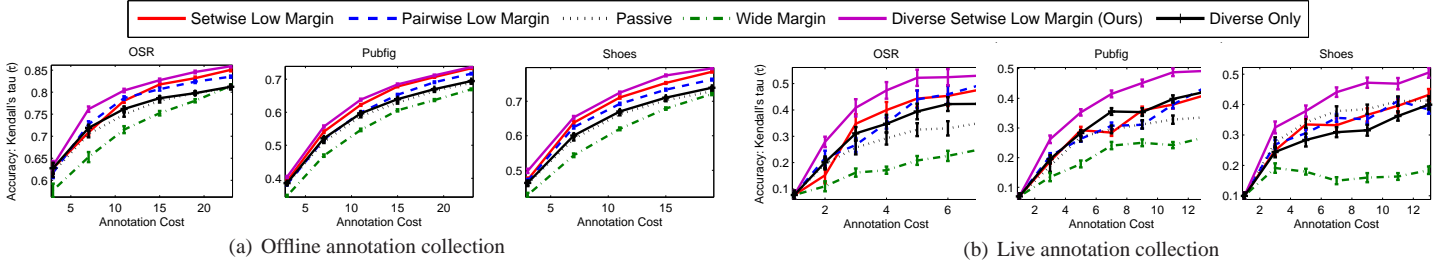 Setwise Low Margin Pairwise Low Margin Passive Wide Margin Diverse Setwise Low Margin (Ours) Diverse Only
OSR
Accuracy: Kendall's tau (τ)
0.85
0.8
0.75
0.7
0.65
0.6
5 10 15 20
Annotation Cost
Pubfig
0.7
0.6
0.5
0.4
5 10 15 20
Annotation Cost
Shoes
0.7
0.6
0.5
5 10 15
Annotation Cost
(a) Offline annotation collection
OSR
Accuracy: Kendall's tau (τ)
0.5
0.4
0.3
0.2
0.1
2 4 6
Annotation Cost
Pubfig
0.5
0.4
0.3
0.2
0.1
2 4 6 8 10 12
Annotation Cost
Shoes
0.5
0.4
0.3
0.2
0.1
2 4 6 8 10 12
Annotation Cost
(b) Live annotation collection